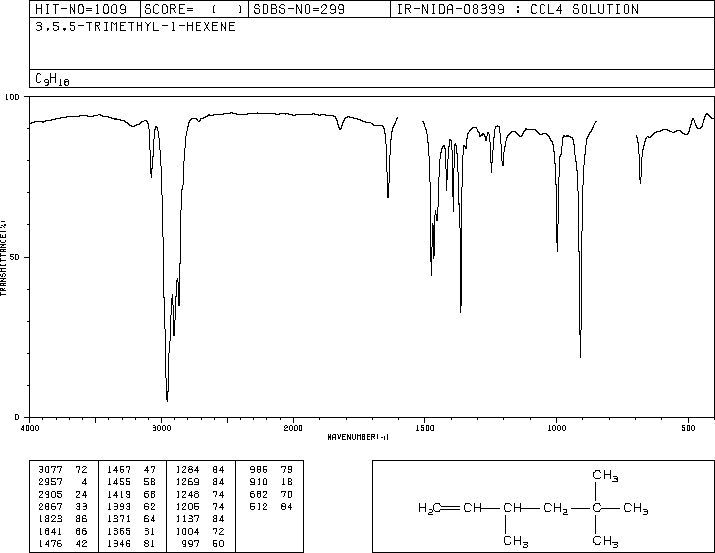 HIT-NO=1009 SCORE= ( ) SDBS-NO=299 IR-NIDA-08399 : CCL4 SOLUTION
3,5,5-TRIMETHYL-1-HEXENE
C9H18
100
50
0
TRANSMITTANCE(%)
4000 3000 2000 1500 1000 500
WAVENUMBER(-1)
3077 72 1467 47 1284 84 986 79
2957 4 1455 58 1269 84 910 18
2905 24 1419 68 1248 74 682 70
2867 33 1393 62 1205 74 512 84
1823 86 1371 64 1137 84
1641 66 1365 31 1004 72
1476 42 1346 81 997 50
CH3
H2C CH CH CH2 C CH3
CH3 CH3